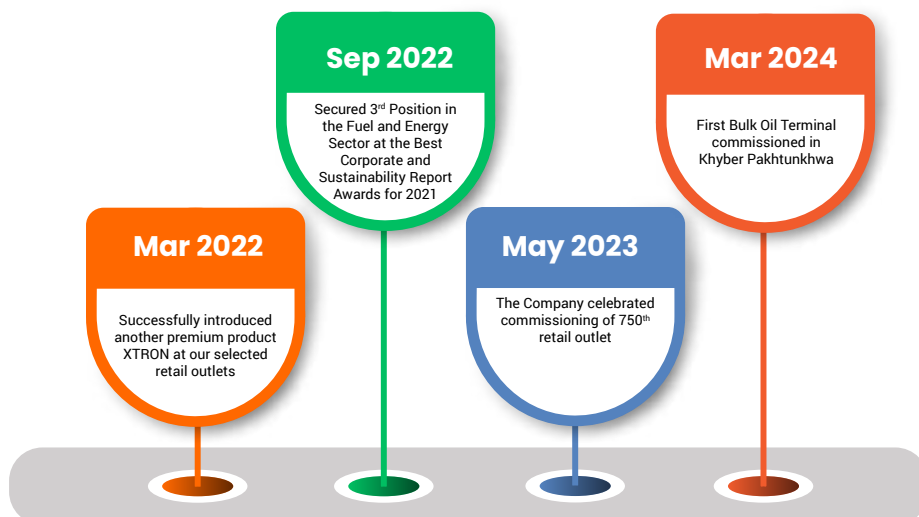 Mar 2022
Successfully introduced
another premium product
XTRON at our selected
retail outlets
Sep 2022
Secured 3rd Position in
the Fuel and Energy
Sector at the Best
Corporate and
Sustainability Report
Awards for 2021
May 2023
The Company celebrated
commissioning of 750th
retail outlet
Mar 2024
First Bulk Oil Terminal
commissioned in
Khyber Pakhtunkhwa